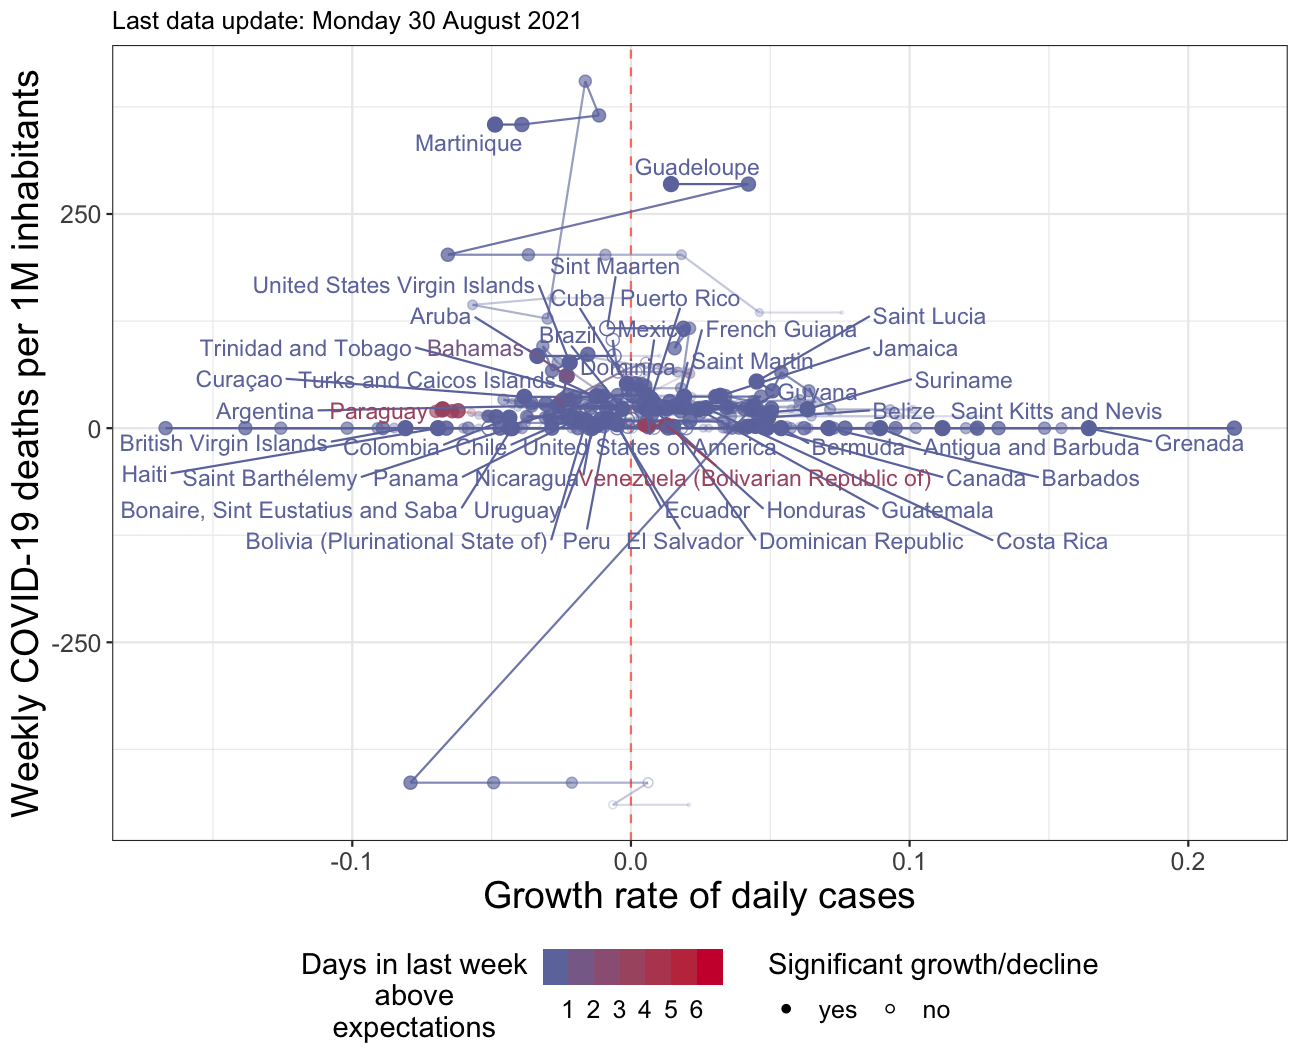 Last data update: Monday 30 August 2021
Weekly COVID-19 deaths per 1M inhabitants
250
0
-250
Martinique
Guadeloupe
Sint Maarten
United States Virgin Islands
Cuba
Puerto Rico
Aruba
Saint Lucia
Brazil
Mexico
French Guiana
Trinidad and Tobago
Bahamas
Jamaica
Dominica
Saint Martin
Curaçao
Turks and Caicos Islands
Suriname
Guyana
Argentina
Paraguay
Belize
Saint Kitts and Nevis
British Virgin Islands
Colombia
Chile
United States of America
Bermuda
Antigua and Barbuda
Grenada
Haiti
Saint Barthélemy
Panama
Nicaragua
Venezuela (Bolivarian Republic of)
Canada
Barbados
Bonaire, Sint Eustatius and Saba
Uruguay
Ecuador
Honduras
Guatemala
Bolivia (Plurinational State of)
Peru
El Salvador
Dominican Republic
Costa Rica
-0.1
0.0
0.1
0.2
Growth rate of daily cases
Days in last week
above
expectations
1 2 3 4 5 6
Significant growth/decline
yes
no